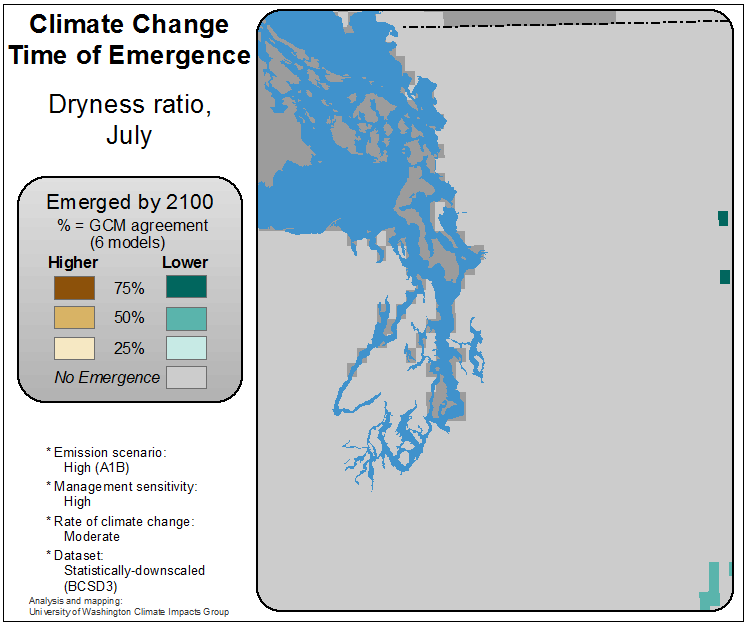 Climate Change
Time of Emergence
Dryness ratio,
July
Emerged by 2100
% = GCM agreement
(6 models)
Higher Lower
75%
50%
25%
No Emergence
* Emission scenario:
High (A1B)
* Management sensitivity:
High
* Rate of climate change:
Moderate
* Dataset:
Statistically-downscaled
(BCSD3)
Analysis and mapping:
University of Washington Climate Impacts Group